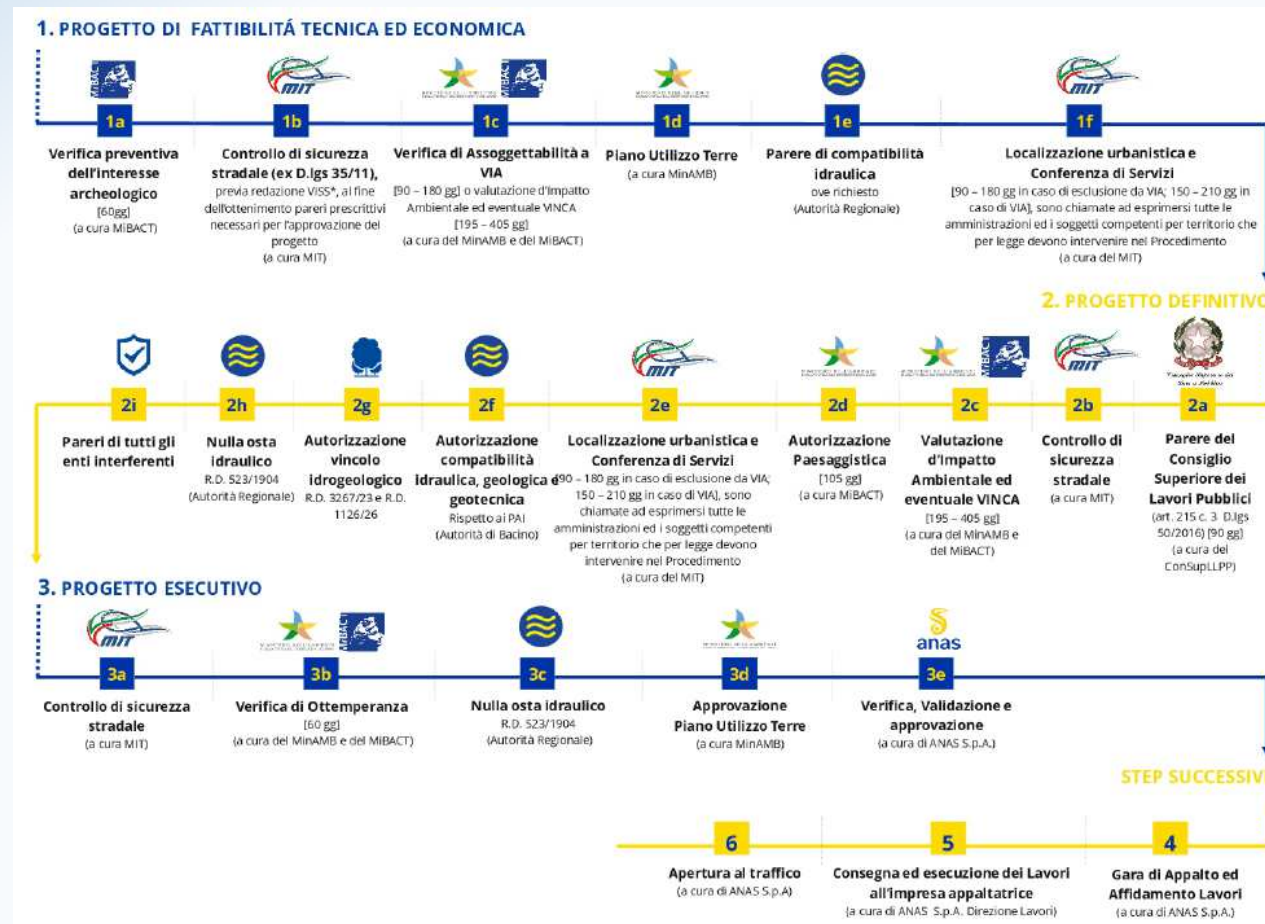 1. PROGETTO DI FATTIBILITÁ TECNICA ED ECONOMICA
MiBACT
MIT
MiBACT
MIT
1a
1b
1c
1d
1e
1f
Verifica preventiva
dell'interesse
archeologico
[60gg]
(a cura MiBACT)
Controllo di sicurezza
stradale (ex D.lgs 35/11),
previa redazione VISS*, al fine
dell'ottenimento pareri prescrittivi
necessari per l'approvazione del
progetto
(a cura MIT)
Verifica di Assoggettabilità a
VIA
[90 – 180 gg] o valutazione d'Impatto
Ambientale ed eventuale VINCA
[195 – 405 gg]
(a cura del MinAMB e del MiBACT)
Piano Utilizzo Terre
(a cura MinAMB)
Parere di compatibilità
idraulica
ove richiesto
(Autorità Regionale)
Localizzazione urbanistica e
Conferenza di Servizi
[90 – 180 gg in caso di esclusione da VIA; 150 – 210 gg in
caso di VIA], sono chiamate ad esprimersi tutte le
amministrazioni ed i soggetti competenti per territorio che
per legge devono intervenire nel Procedimento
(a cura del MIT)
2. PROGETTO DEFINITIVO
MIT
MiBACT
MIT
2i
2h
2g
2f
2e
2d
2c
2b
2a
Pareri di tutti gli
enti interferenti
Nulla osta
idraulico
R.D. 523/1904
(Autorità Regionale)
Autorizzazione
vincolo
idrogeologico
R.D. 3267/23 e R.D.
1126/26
Autorizzazione
compatibilità
idraulica, geologica e
geotecnica
Rispetto ai PAI
(Autorità di Bacino)
Localizzazione urbanistica e
Conferenza di Servizi
[90 – 180 gg in caso di esclusione da VIA;
150 – 210 gg in caso di VIA], sono
chiamate ad esprimersi tutte le
amministrazioni ed i soggetti competenti
per territorio che per legge devono
intervenire nel Procedimento
(a cura del MIT)
Autorizzazione
Paesaggistica
[105 gg]
(a cura MiBACT)
Valutazione
d'Impatto
Ambientale ed
eventuale VINCA
[195 – 405 gg]
(a cura del MinAMB e
del MiBACT)
Controllo di
sicurezza
stradale
(a cura MIT)
Parere del
Consiglio
Superiore dei
Lavori Pubblici
(art. 215 c. 3 D.lgs
50/2016) [90 gg]
(a cura del
ConSupLLPP)
3. PROGETTO ESECUTIVO
MIT
MiBACT
anas
3a
3b
3c
3d
3e
Controllo di sicurezza
stradale
(a cura MIT)
Verifica di Ottemperanza
[60 gg]
(a cura del MinAMB e del MiBACT)
Nulla osta idraulico
R.D. 523/1904
(Autorità Regionale)
Approvazione
Piano Utilizzo Terre
(a cura MinAMB)
Verifica, Validazione e
approvazione
(a cura di ANAS S.p.A.)
STEP SUCCESSIVI
6
5
4
Apertura al traffico
(a cura di ANAS S.p.A)
Consegna ed esecuzione dei Lavori
all'impresa appaltatrice
(a cura di ANAS S.p.A. Direzione Lavori)
Gara di Appalto ed
Affidamento Lavori
(a cura di ANAS S.p.A.)